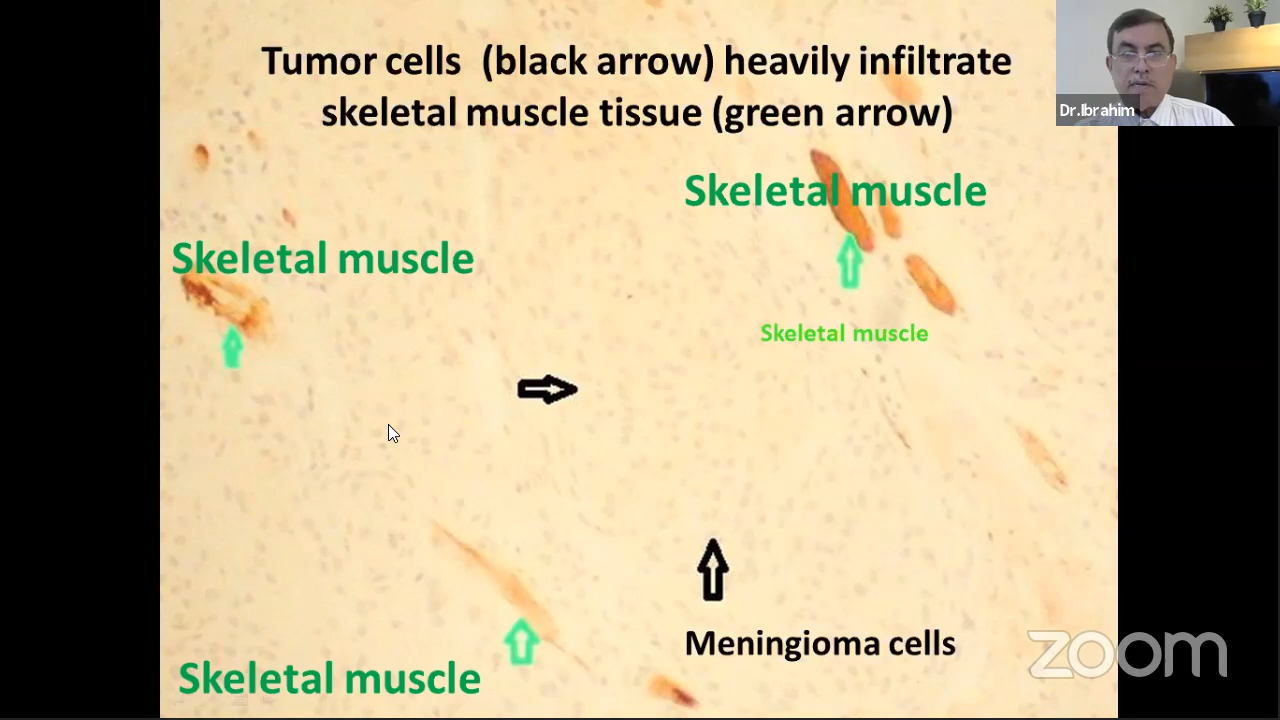 Tumor cells (black arrow) heavily infiltrate
skeletal muscle tissue (green arrow)
Dr.Ibrahim
Skeletal muscle
Skeletal muscle
Skeletal muscle
Meningioma cells
Skeletal muscle
zoom